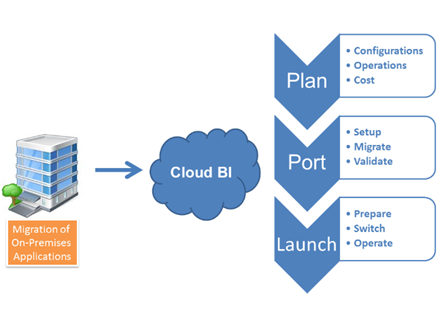 Migration of
On-Premises
Applications
Cloud BI
Plan
• Configurations
• Operations
• Cost
Port
• Setup
• Migrate
• Validate
Launch
• Prepare
• Switch
• Operate